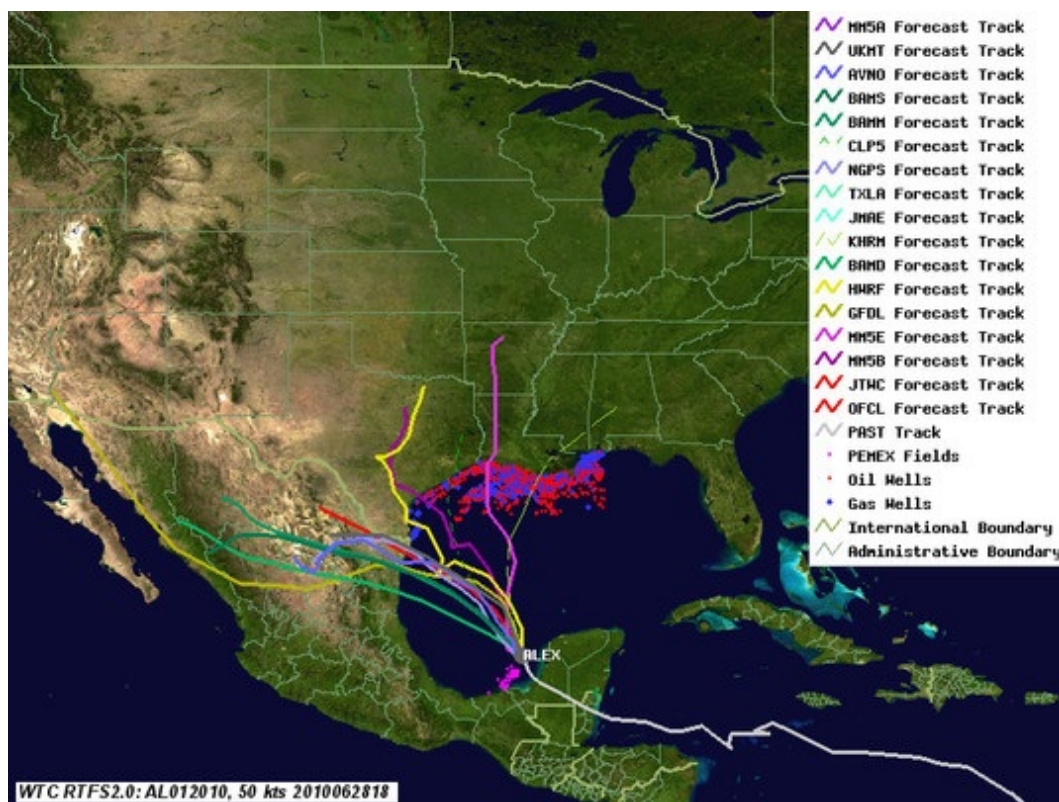 MM5A Forecast Track
UKMT Forecast Track
AVNO Forecast Track
BAMS Forecast Track
BAMM Forecast Track
CLP5 Forecast Track
NGPS Forecast Track
TXLA Forecast Track
JMAE Forecast Track
KHRM Forecast Track
BAMD Forecast Track
HWRF Forecast Track
GFDL Forecast Track
MM5E Forecast Track
MM5B Forecast Track
JTWC Forecast Track
OFCL Forecast Track
PAST Track
PEMEX Fields
Oil Wells
Gas Wells
International Boundary
Administrative Boundary
ALEX
WTC RTFS2.0: AL012010, 50 kts 2010062818